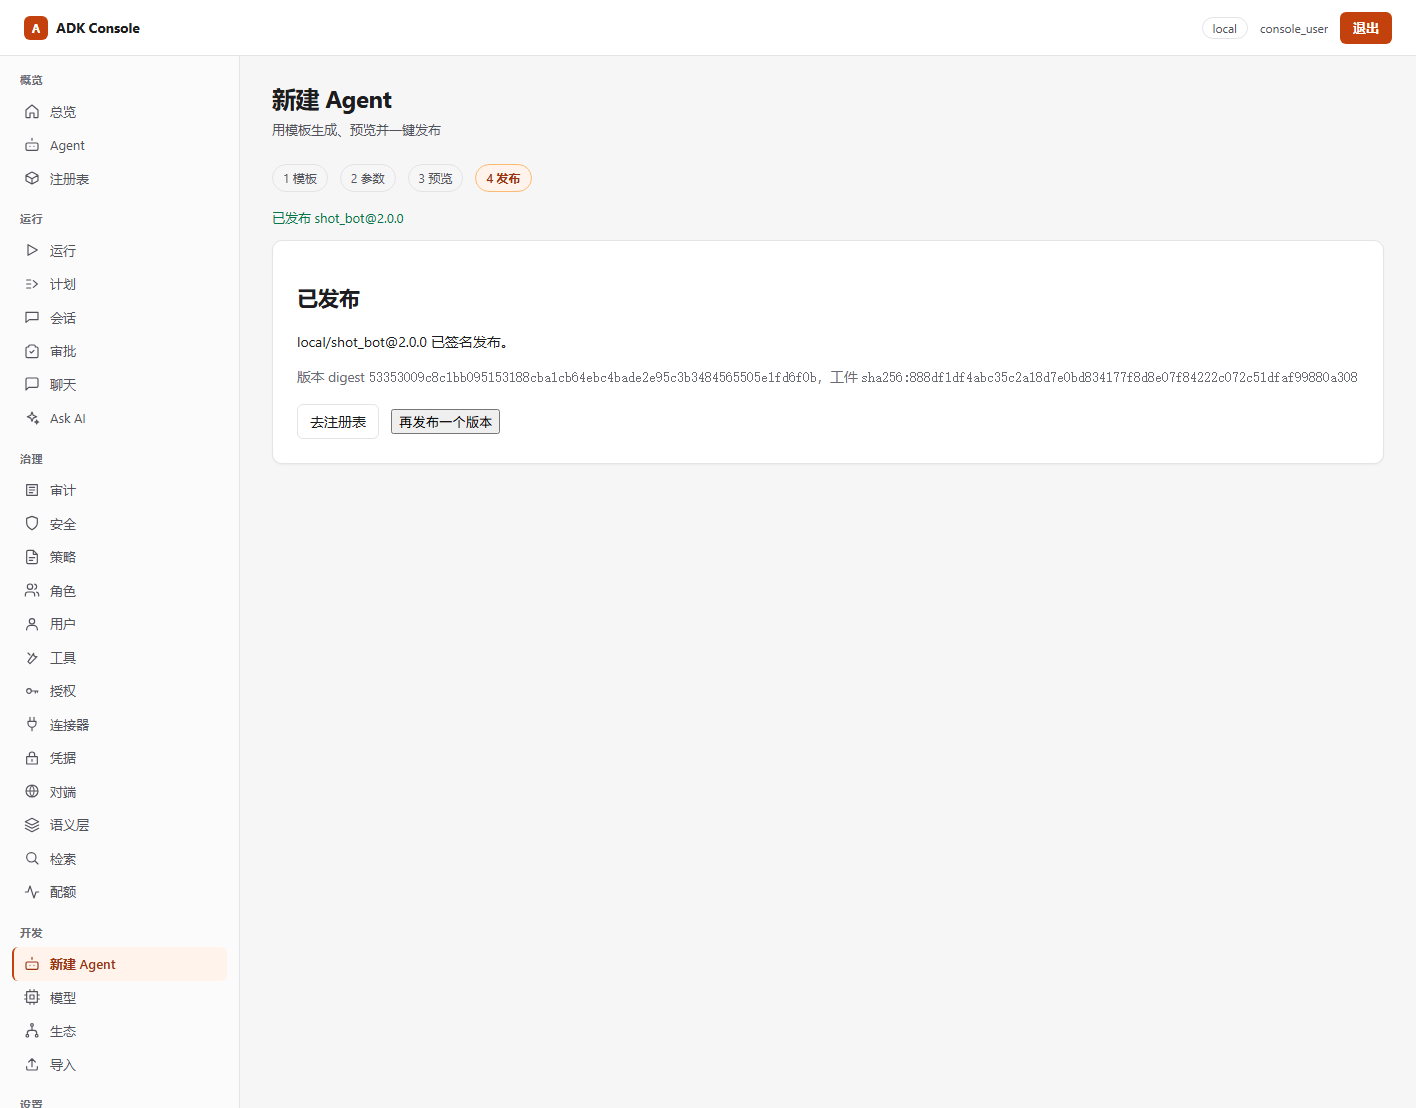 A ADK Console
local console_user 退出
概览
总览
Agent
注册表
运行
运行
计划
会话
审批
聊天
Ask AI
治理
审计
安全
策略
角色
用户
工具
授权
连接器
凭据
对端
语义层
检索
配额
开发
新建 Agent
模型
生态
导入
设置
新建 Agent
用模板生成、预览并一键发布
1 模板 2 参数 3 预览 4 发布
已发布 shot_bot@2.0.0
已发布
local/shot_bot@2.0.0 已签名发布。
版本 digest 53353009c8c1bb095153188cba1cb64ebc4bade2e95c3b3484565505e1fd6f0b，工件 sha256:888df1df4abc35c2a18d7e0bd834177f8d8e07f84222c072c51dfaf99880a308
去注册表 再发布一个版本